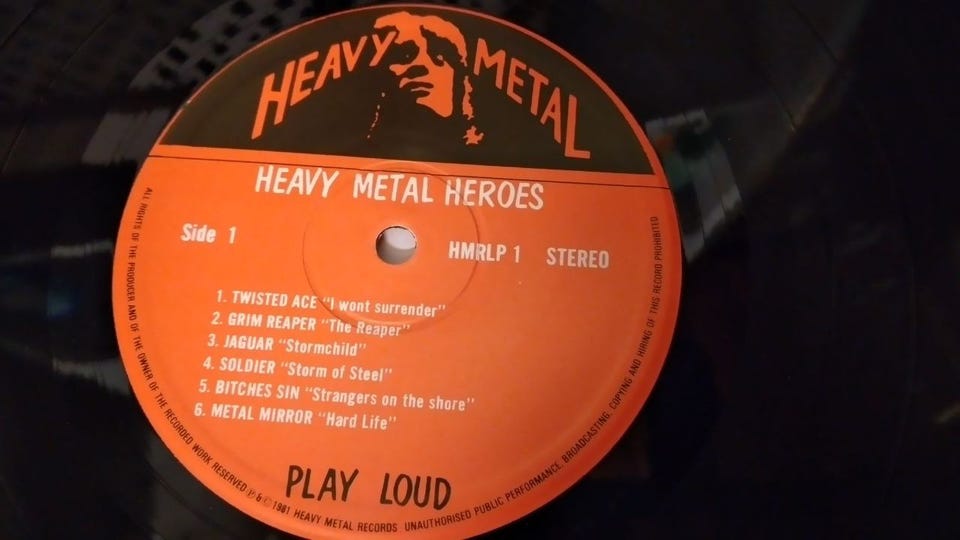 HEAVY METAL
HEAVY METAL HEROES
Side 1
HMRLP 1 STEREO
1. TWISTED ACE "I wont surrender"
2. GRIM REAPER "The Reaper"
3. JAGUAR "Stormchild"
4. SOLDIER "Storm of Steel"
5. BITCHES SIN "Strangers on the shore"
6. METAL MIRROR "Hard Life"
PLAY LOUD
ALL RIGHTS OF THE PRODUCER AND OF THE OWNER OF THE RECORDED WORK RESERVED ℗ & © 1981 HEAVY METAL RECORDS UNAUTHORISED PUBLIC PERFORMANCE, BROADCASTING, COPYING AND HIRING OF THIS RECORD PROHIBITED